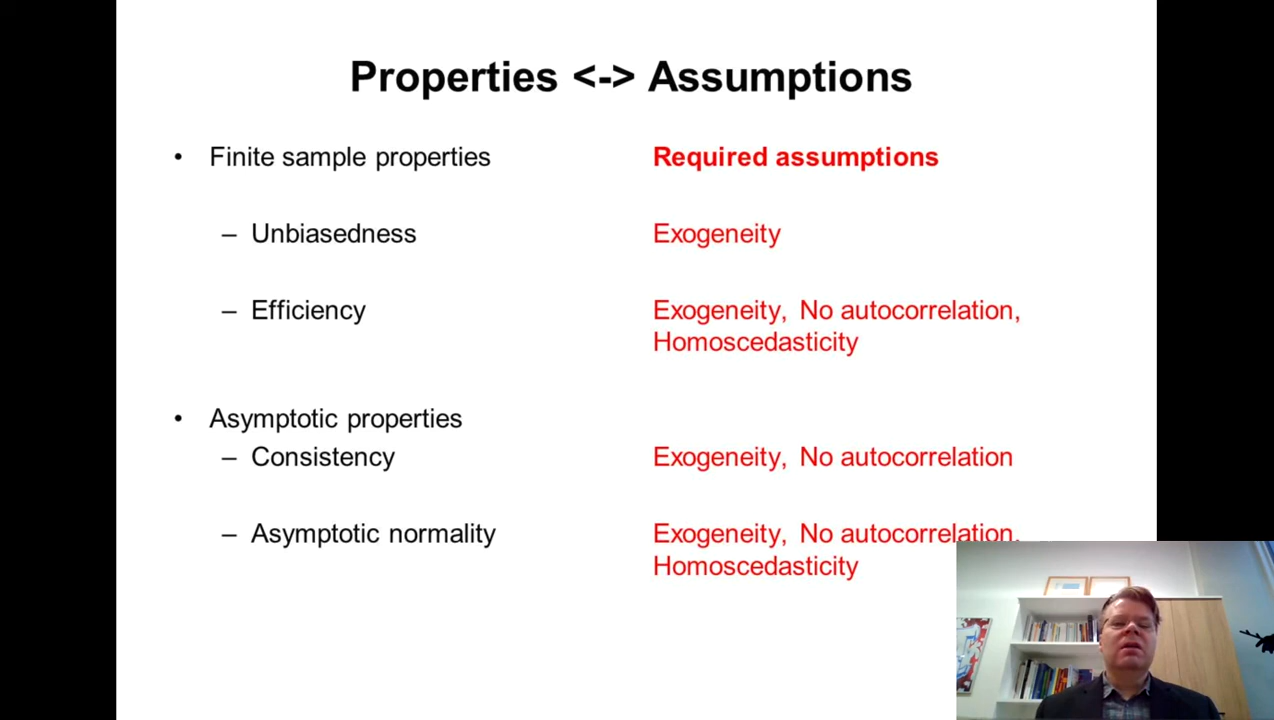 Properties <-> Assumptions
• Finite sample properties Required assumptions
– Unbiasedness Exogeneity
– Efficiency Exogeneity, No autocorrelation,
Homoscedasticity
• Asymptotic properties
– Consistency Exogeneity, No autocorrelation
– Asymptotic normality Exogeneity, No autocorrelation,
Homoscedasticity